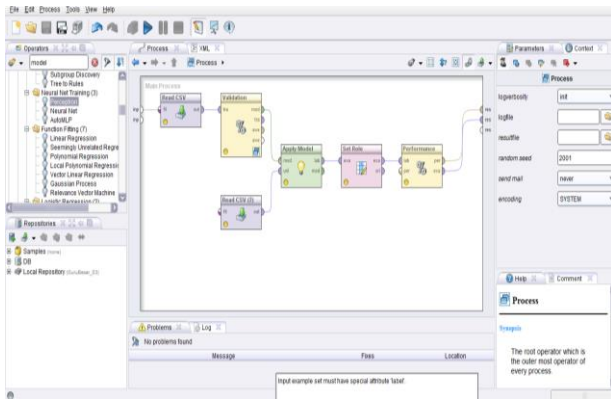 File Edit Process Tools View Help
Operators
Process
XML
Parameters
Context
model
Process
Process
Subgroup Discovery
Tree to Rules
Neural Net Training (3)
Perceptron
Neural Net
AutoMLP
Function Fitting (7)
Linear Regression
Seemingly Unrelated Regre
Polynomial Regression
Local Polynomial Regressio
Vector Linear Regression
Gaussian Process
Relevance Vector Machine
Logistic Regression
Main Process
Read CSV
Validation
Apply Model
Set Role
Performance
Read CSV (2)
logverbosity init
logfile
resultfile
random seed 2001
send mail never
encoding SYSTEM
Repositories
Samples (none)
DB
Local Repository
Problems
Log
No problems found
Message Fixes Location
Input example set must have special attribute 'label'.
Help
Comment
Process
Synopsis
The root operator which is
the outer most operator of
every process.